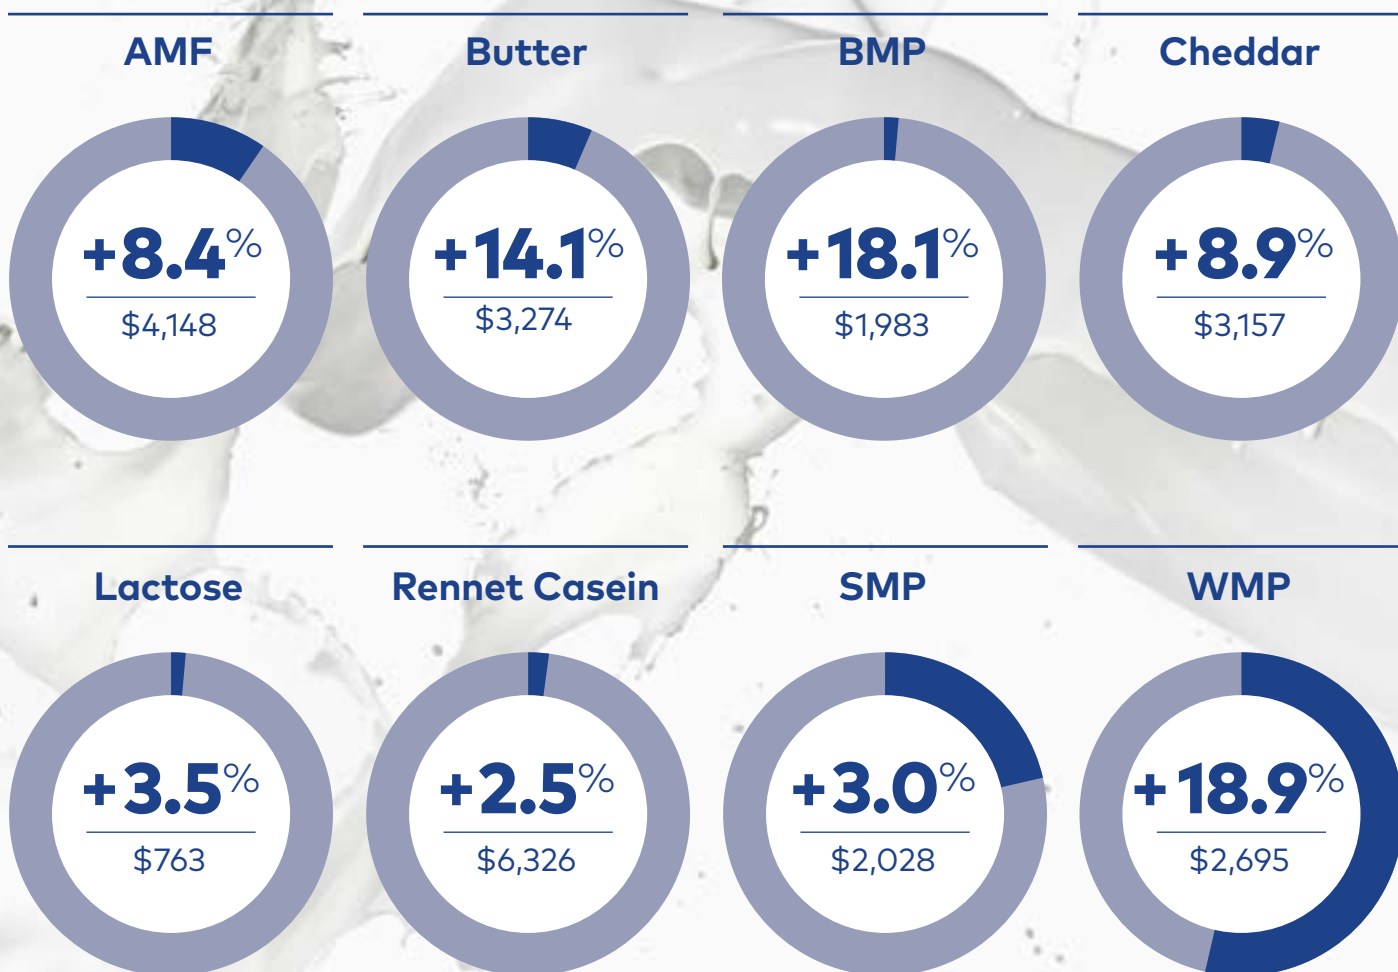 AMF
+8.4%
$4,148
Butter
+14.1%
$3,274
BMP
+18.1%
$1,983
Cheddar
+8.9%
$3,157
Lactose
+3.5%
$763
Rennet Casein
+2.5%
$6,326
SMP
+3.0%
$2,028
WMP
+18.9%
$2,695